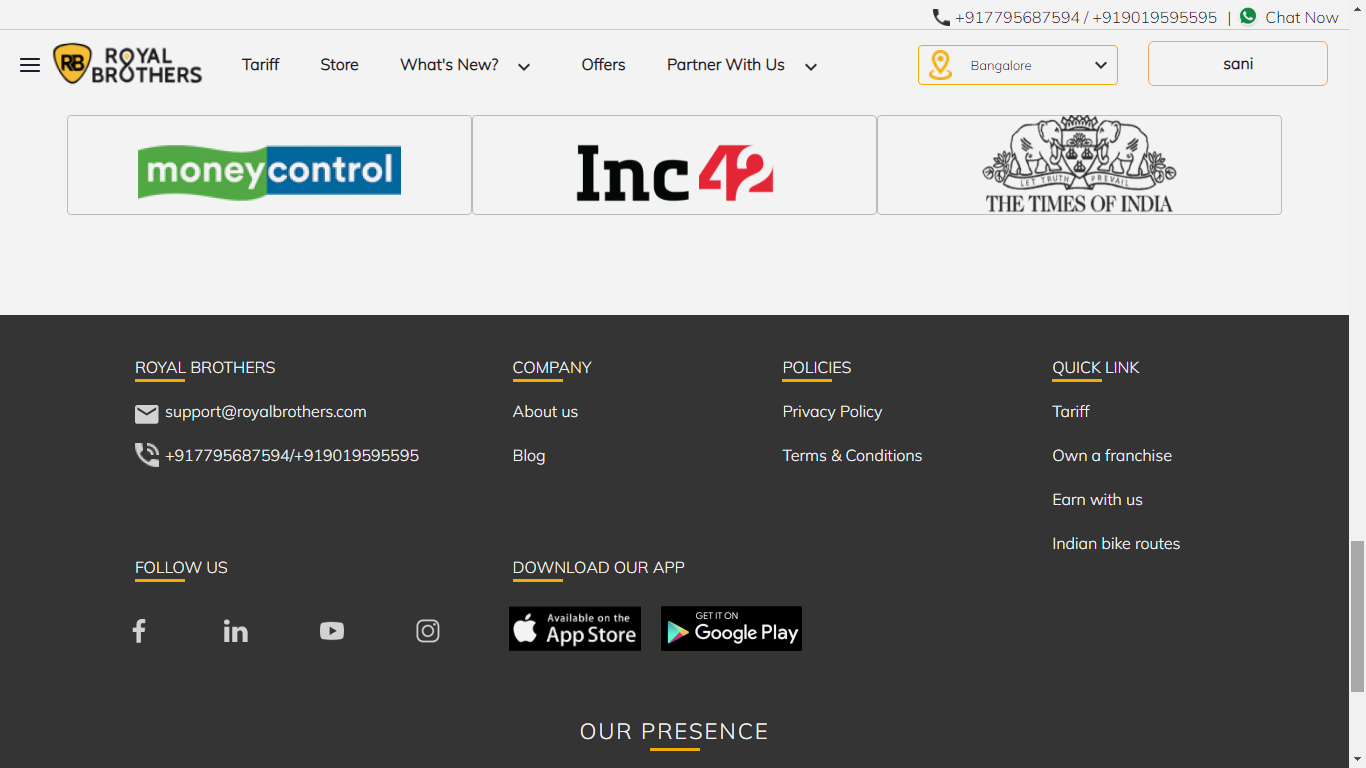 +917795687594 / +919019595595 | Chat Now
RB ROYAL BROTHERS
Tariff
Store
What's New?
Offers
Partner With Us
Bangalore
sani
moneycontrol
Inc42
LET TRUTH PREVAIL
THE TIMES OF INDIA
ROYAL BROTHERS
support@royalbrothers.com
+917795687594/+919019595595
COMPANY
About us
Blog
POLICIES
Privacy Policy
Terms & Conditions
QUICK LINK
Tariff
Own a franchise
Earn with us
Indian bike routes
FOLLOW US
DOWNLOAD OUR APP
Available on the
App Store
GET IT ON
Google Play
OUR PRESENCE